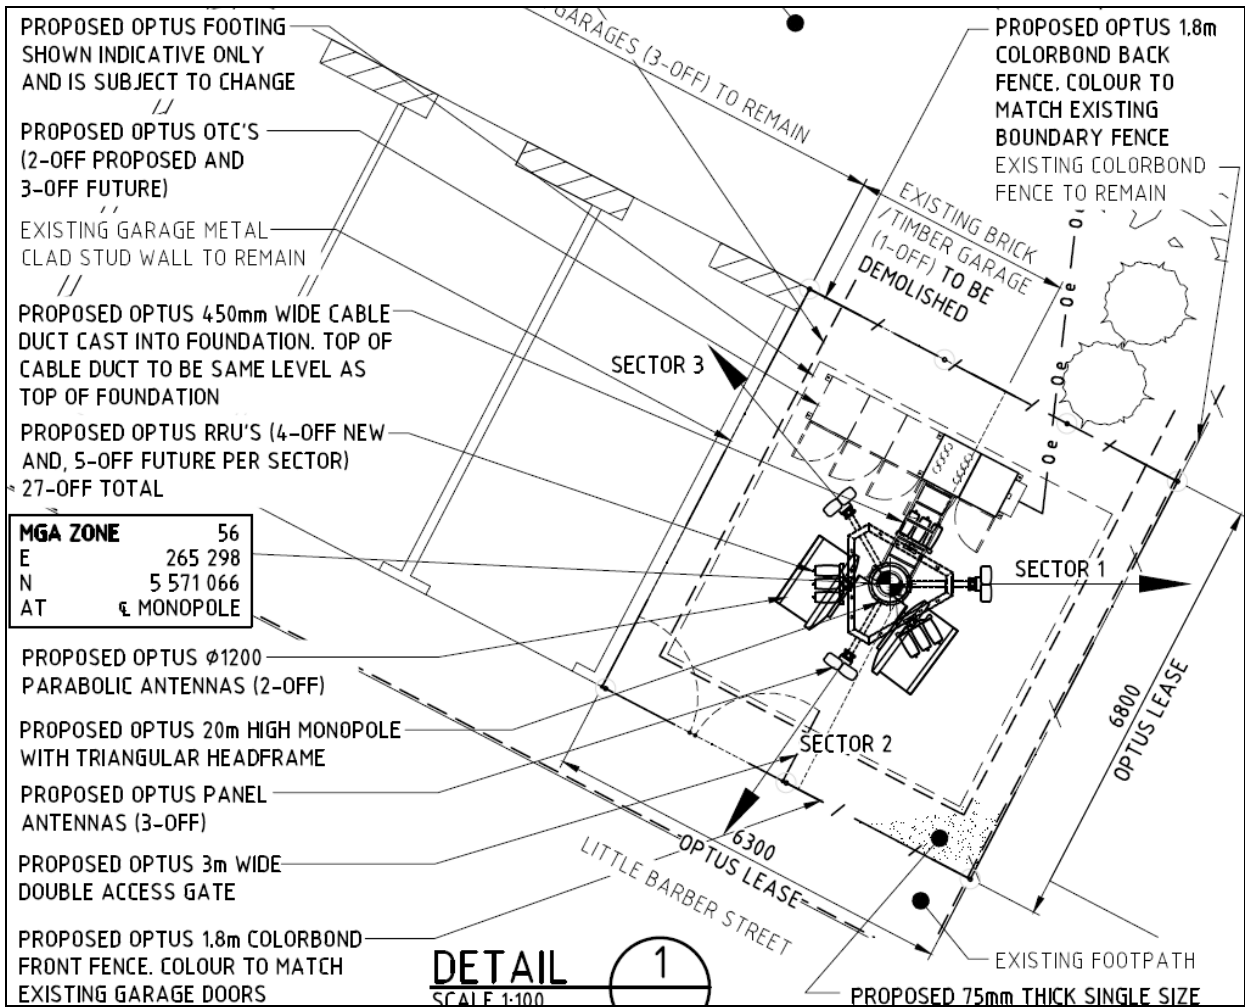 PROPOSED OPTUS FOOTING
SHOWN INDICATIVE ONLY
AND IS SUBJECT TO CHANGE
PROPOSED OPTUS OTC'S
(2-OFF PROPOSED AND
3-OFF FUTURE)
EXISTING GARAGE METAL
CLAD STUD WALL TO REMAIN
PROPOSED OPTUS 450mm WIDE CABLE
DUCT CAST INTO FOUNDATION. TOP OF
CABLE DUCT TO BE SAME LEVEL AS
TOP OF FOUNDATION
PROPOSED OPTUS RRU'S (4-OFF NEW
AND, 5-OFF FUTURE PER SECTOR)
27-OFF TOTAL
MGA ZONE 56
E 265 298
N 5 571 066
AT ℄ MONOPOLE
PROPOSED OPTUS Ø1200
PARABOLIC ANTENNAS (2-OFF)
PROPOSED OPTUS 20m HIGH MONOPOLE
WITH TRIANGULAR HEADFRAME
PROPOSED OPTUS PANEL
ANTENNAS (3-OFF)
PROPOSED OPTUS 3m WIDE
DOUBLE ACCESS GATE
PROPOSED OPTUS 1.8m COLORBOND
FRONT FENCE. COLOUR TO MATCH
EXISTING GARAGE DOORS
GARAGES (3-OFF) TO REMAIN
EXISTING BRICK
/TIMBER GARAGE
(1-OFF) TO BE
DEMOLISHED
PROPOSED OPTUS 1.8m
COLORBOND BACK
FENCE. COLOUR TO
MATCH EXISTING
BOUNDARY FENCE
EXISTING COLORBOND
FENCE TO REMAIN
Oe
Oe
Oe
Oe
SECTOR 3
SECTOR 1
SECTOR 2
6800
OPTUS LEASE
6300
OPTUS LEASE
LITTLE BARBER STREET
DETAIL
SCALE 1:100
1
EXISTING FOOTPATH
PROPOSED 75mm THICK SINGLE SIZE